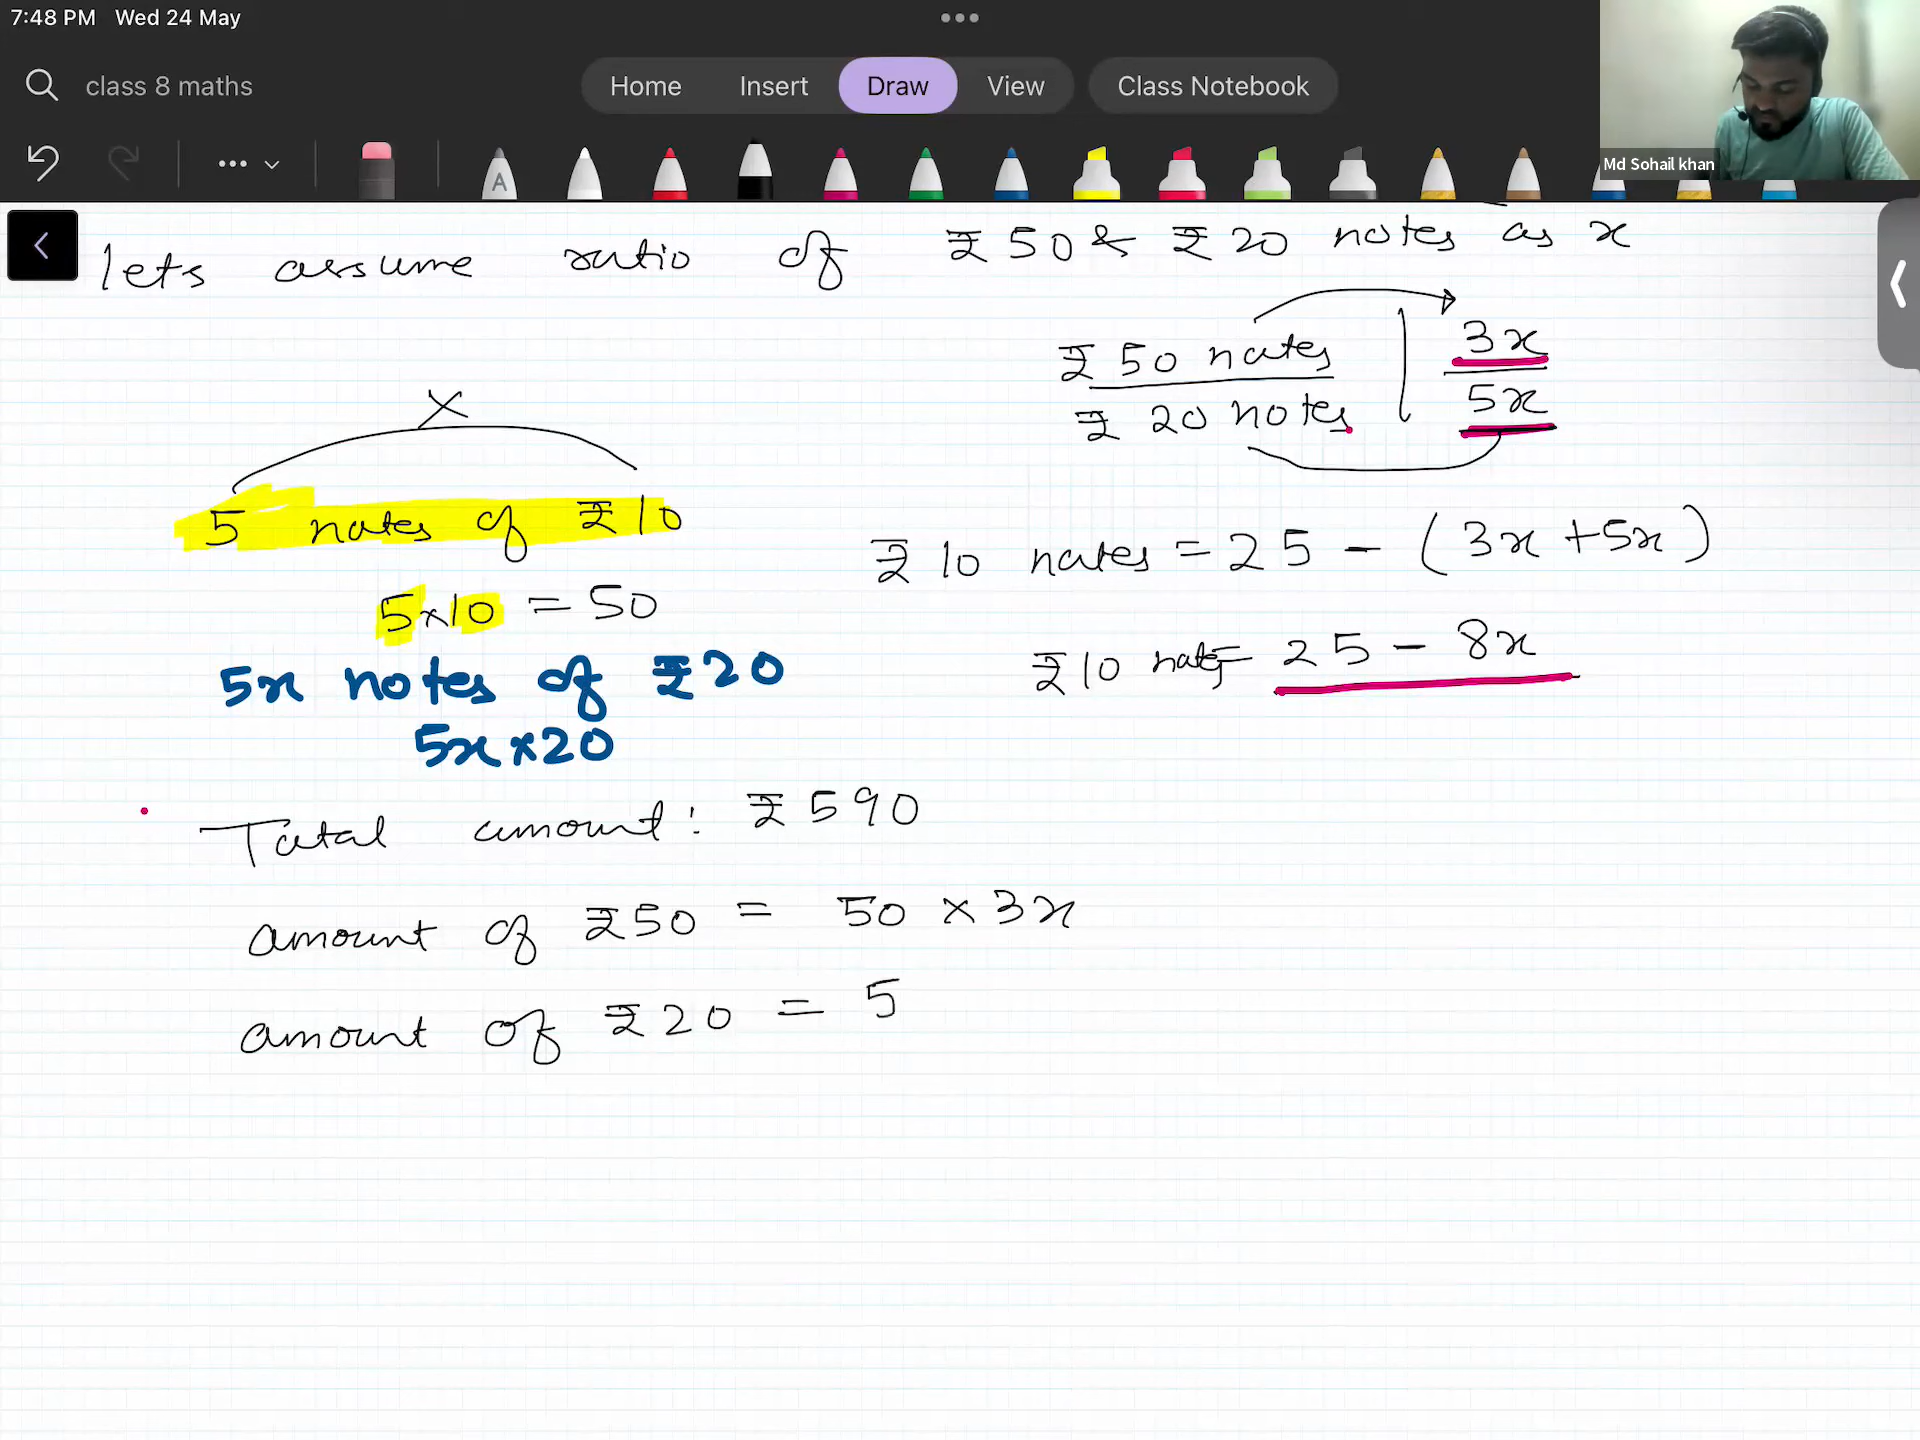 7:48 PM Wed 24 May
class 8 maths
Home Insert Draw View Class Notebook
A
Md Sohail khan
lets assume ratio of ₹ 50 & ₹ 20 notes as x
₹ 50 notes | 3x
₹ 20 notes | 5x
X
5 notes of ₹ 10
₹ 10 notes = 25 - (3x + 5x)
5 × 10 = 50
₹ 10 notes = 25 - 8x
5x notes of ₹20
5x × 20
Total amount: ₹ 590
amount of ₹50 = 50 × 3x
amount of ₹20 = 5